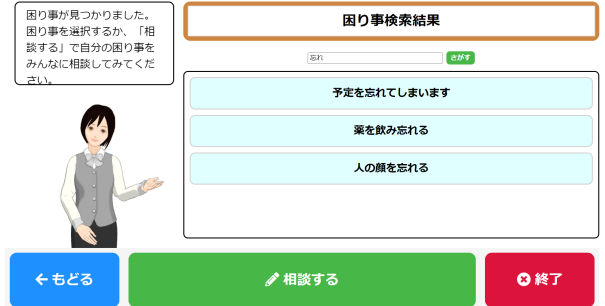 困り事が見つかりました。
困り事を選択するか、「相
談する」で自分の困り事を
みんなに相談してみてくだ
さい。
困り事検索結果
忘れ
さがす
予定を忘れてしまいます
薬を飲み忘れる
人の顔を忘れる
もどる
相談する
終了